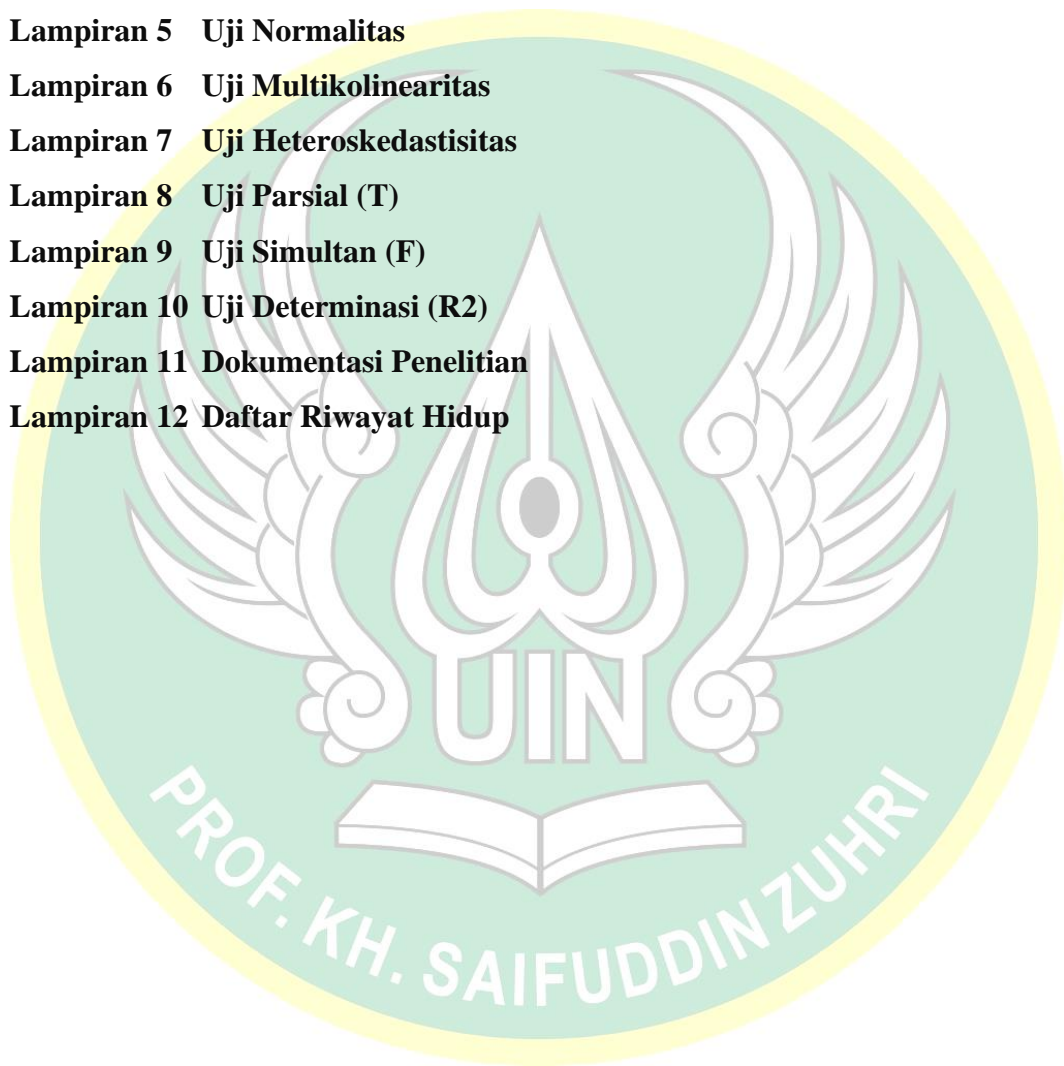 Lampiran 5 Uji Normalitas
Lampiran 6 Uji Multikolinearitas
Lampiran 7 Uji Heteroskedastisitas
Lampiran 8 Uji Parsial (T)
Lampiran 9 Uji Simultan (F)
Lampiran 10 Uji Determinasi (R2)
Lampiran 11 Dokumentasi Penelitian
Lampiran 12 Daftar Riwayat Hidup
UIN
PROF. KH. SAIFUDDIN ZUHRI